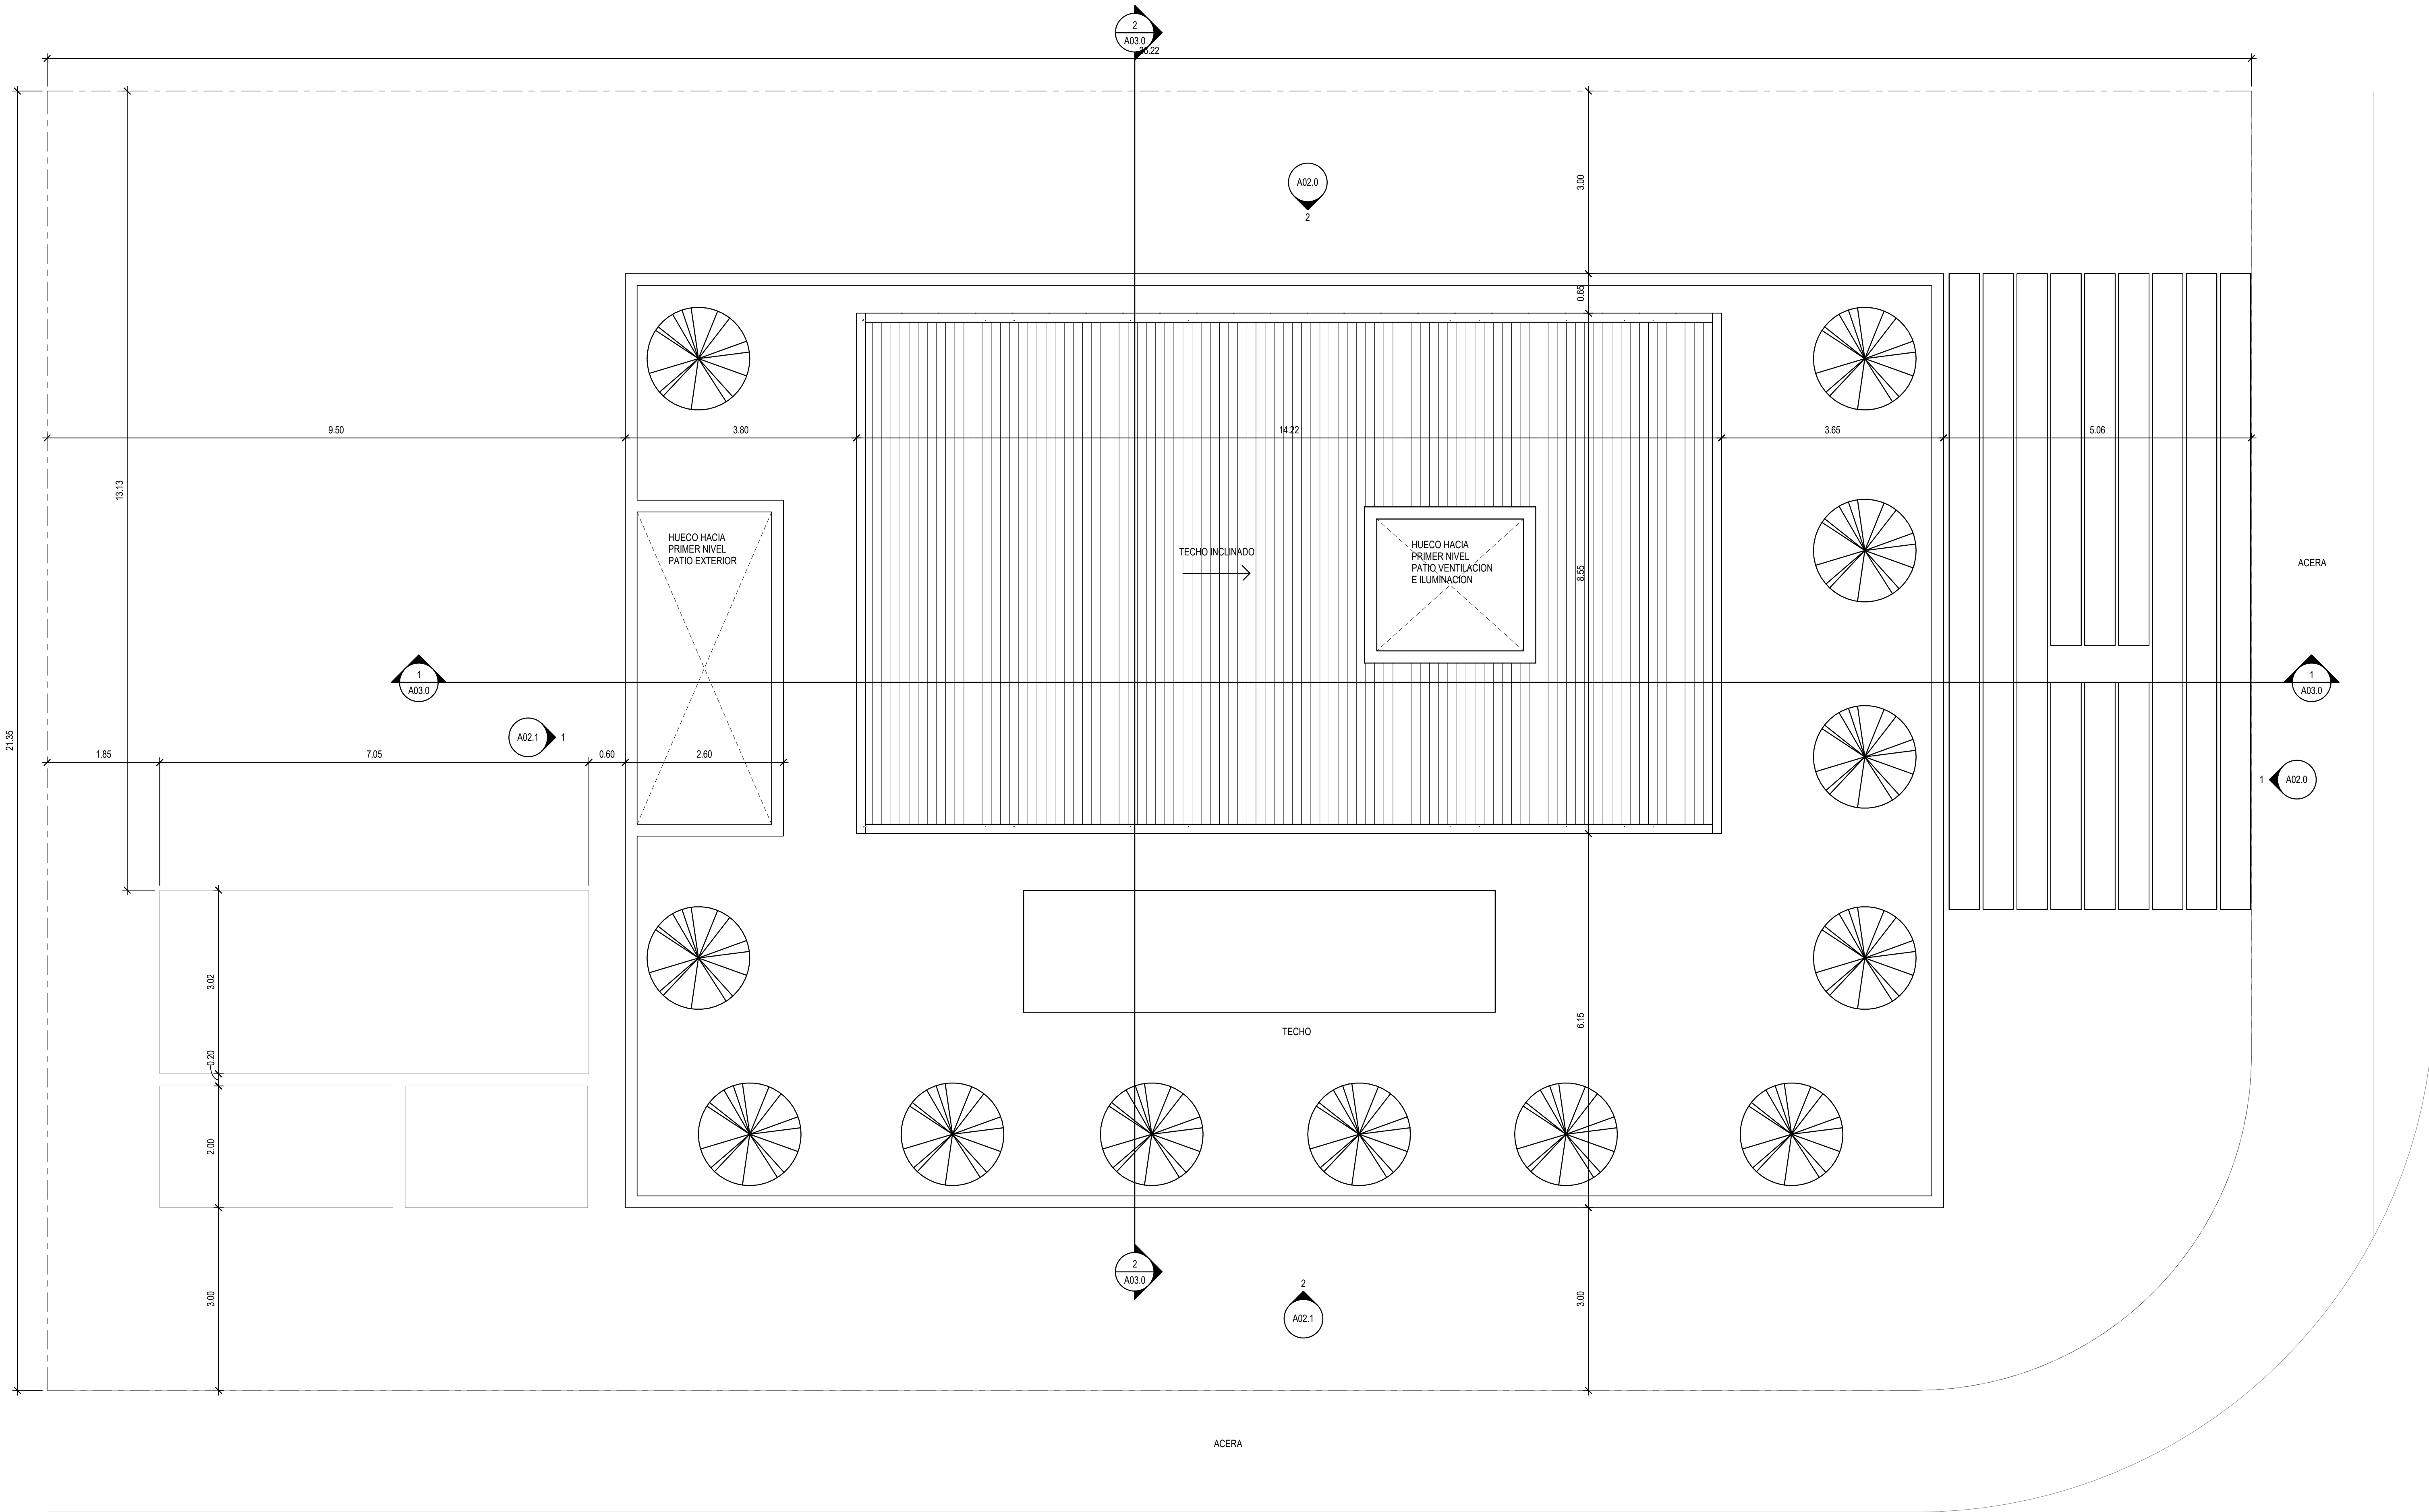 2
A03.0
36.22
3.00
A02.0
2
0.65
9.50
3.80
14.22
3.65
5.06
13.13
HUECO HACIA
PRIMER NIVEL
PATIO EXTERIOR
TECHO INCLINADO
HUECO HACIA
PRIMER NIVEL
PATIO VENTILACION
E ILUMINACION
8.55
ACERA
1
A03.0
1
A03.0
21.35
A02.1
1
1.85
7.05
0.60
2.60
1
A02.0
3.02
0.20
2.00
3.00
TECHO
6.15
2
A03.0
2
A02.1
3.00
ACERA